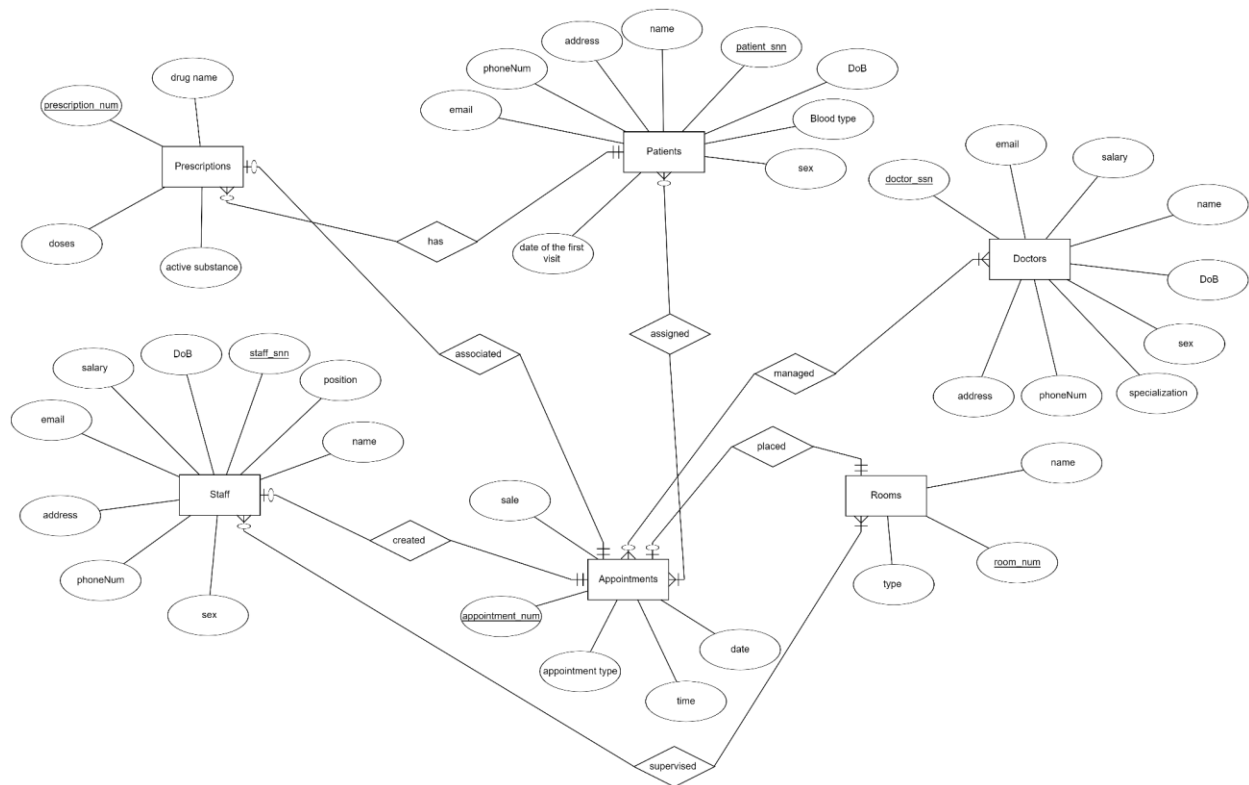 name
address
patient_snn
phoneNum
DoB
drug name
prescription_num
email
Blood type
Prescriptions
Patients
sex
email
salary
doctor_ssn
name
doses
active substance
has
date of the first
visit
Doctors
DoB
assigned
associated
managed
sex
address
phoneNum
specialization
DoB
staff_snn
salary
position
email
name
placed
name
Staff
sale
Rooms
address
created
phoneNum
sex
Appointments
appointment_num
type
room_num
appointment type
date
time
supervised